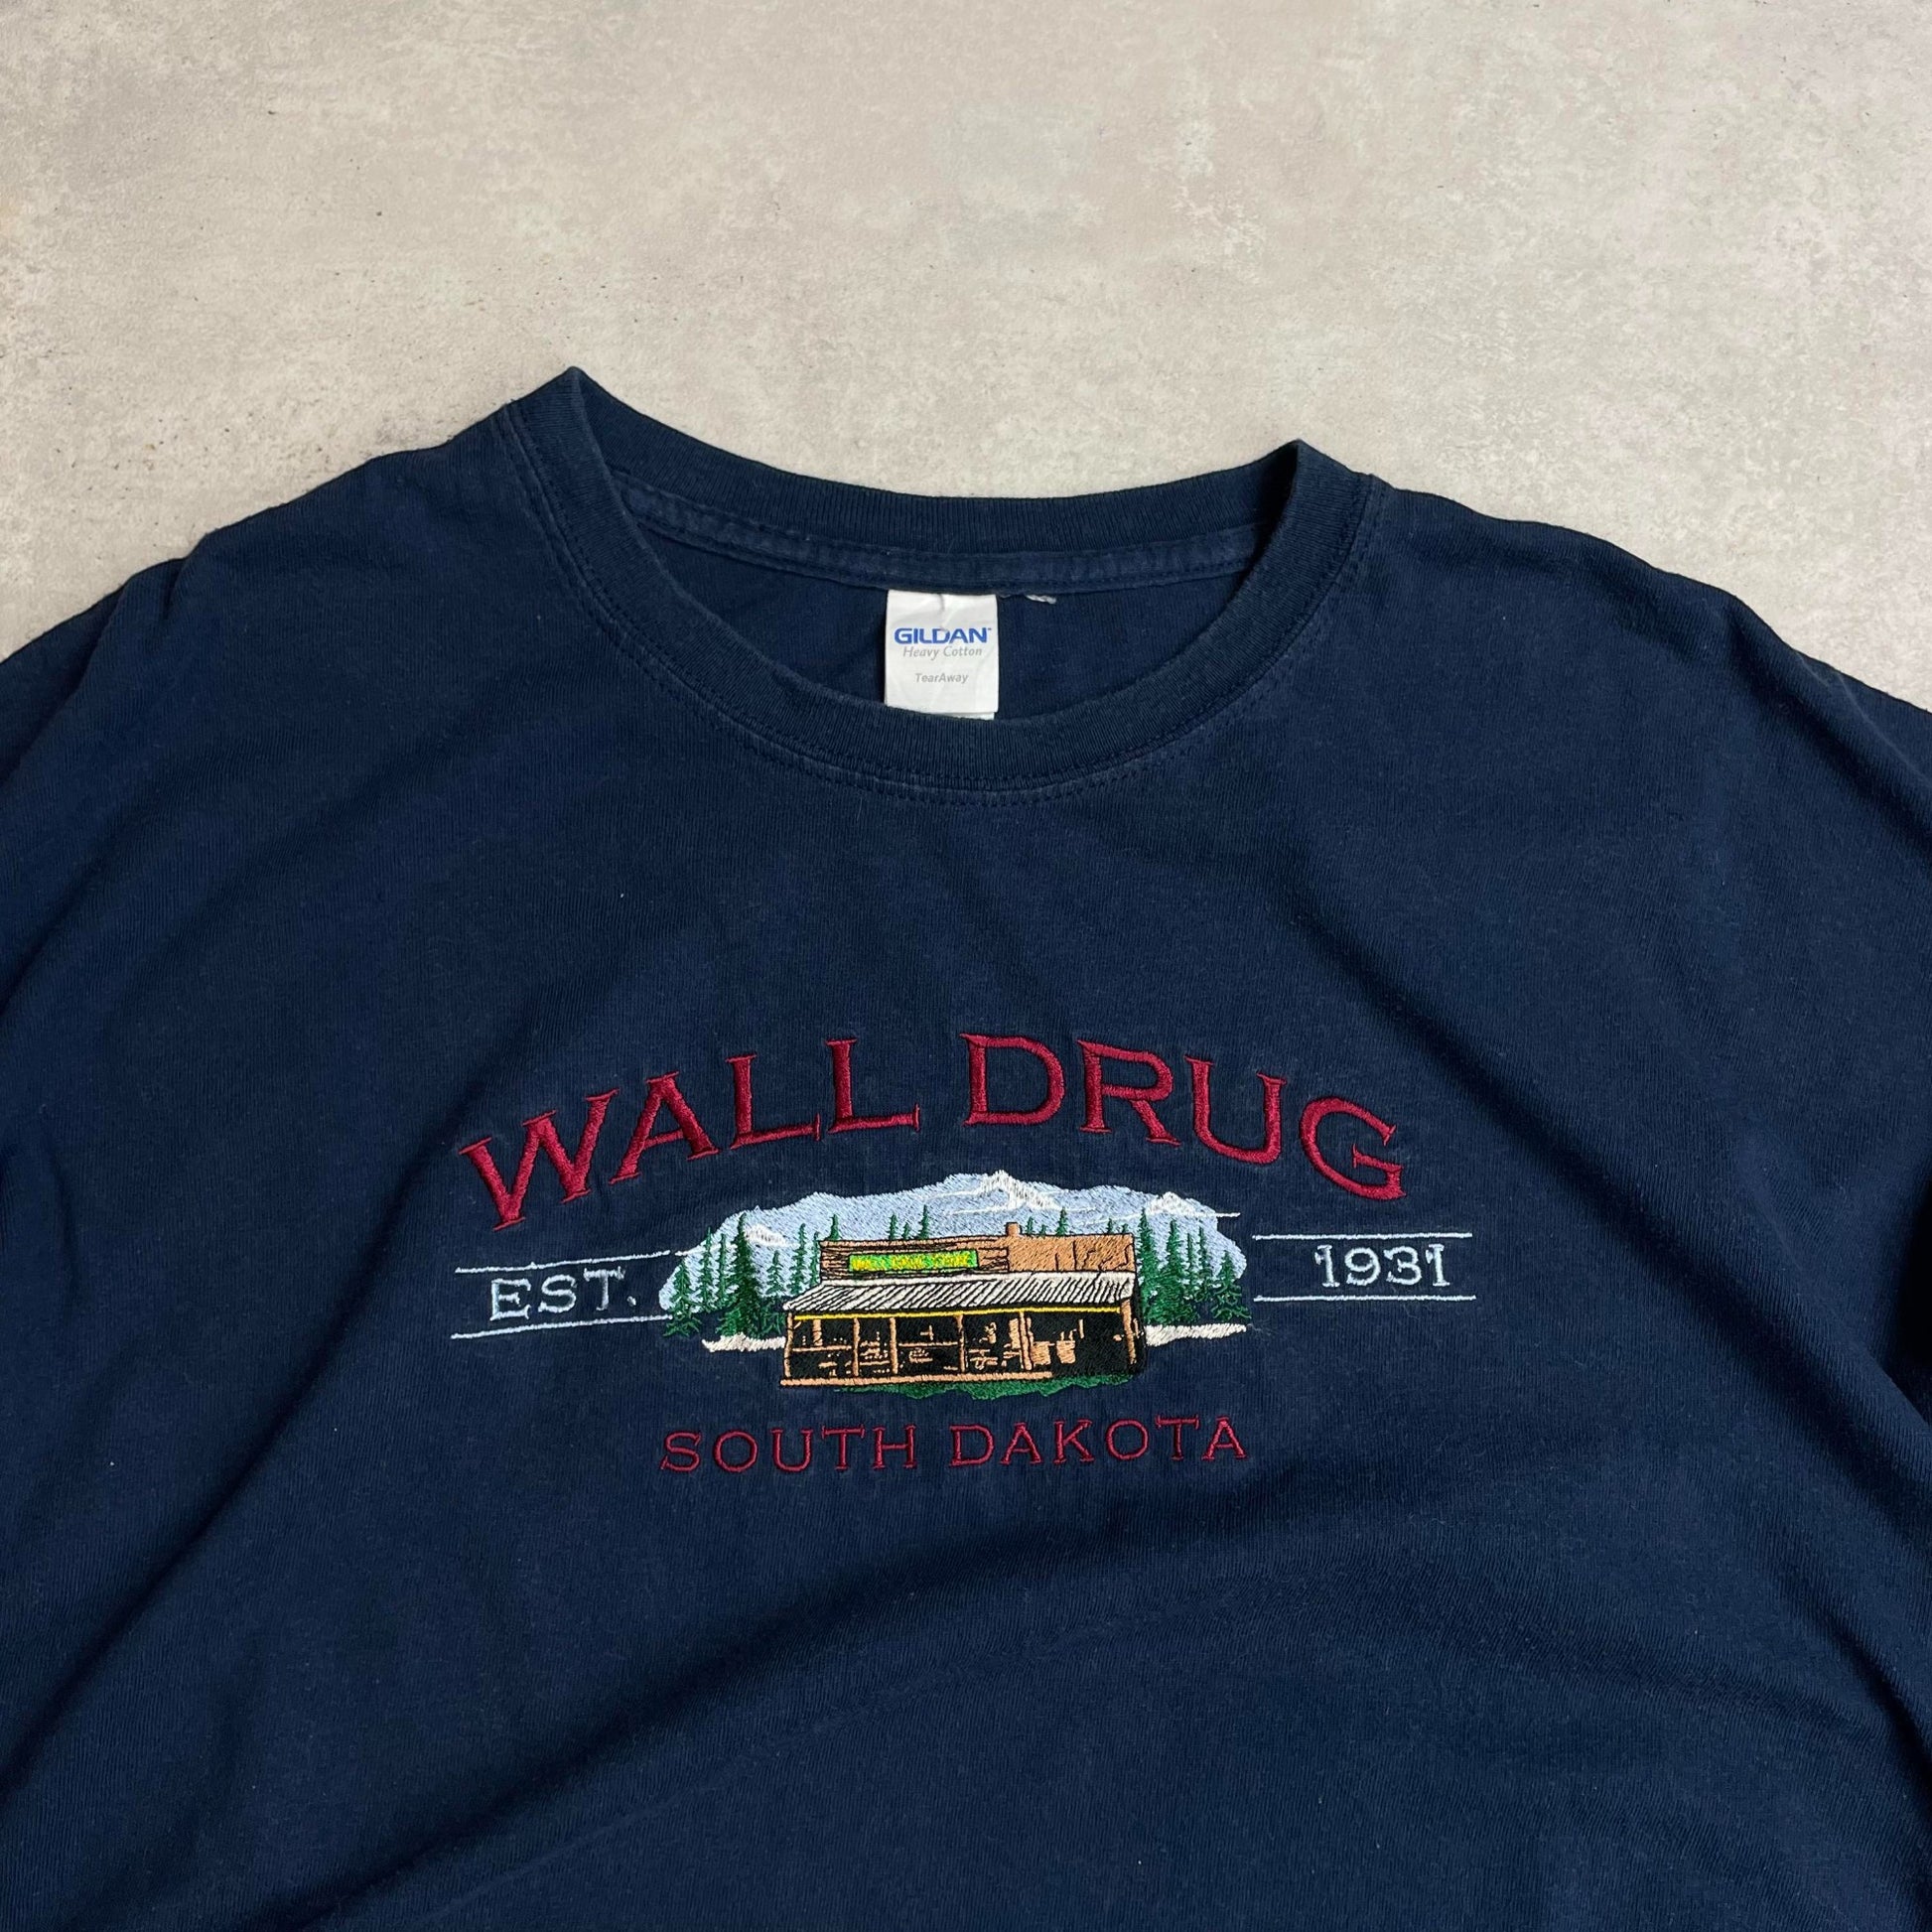 GILDAN
Heavy Cotton
TearAway
WALL DRUG
EST. 1931
SOUTH DAKOTA